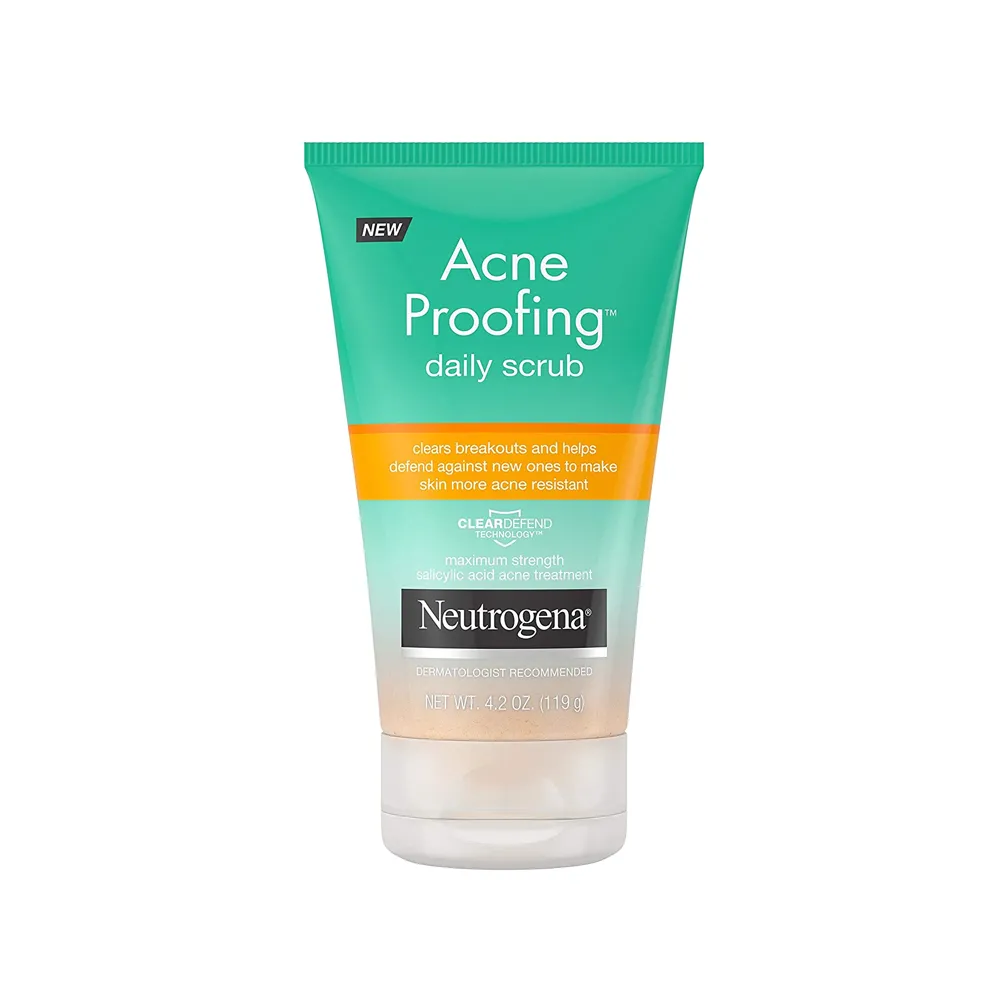 NEW
Acne
Proofing™
daily scrub
clears breakouts and helps
defend against new ones to make
skin more acne resistant
CLEARDEFEND
TECHNOLOGY™
maximum strength
salicylic acid acne treatment
Neutrogena®
DERMATOLOGIST RECOMMENDED
NET WT. 4.2 OZ. (119 g)